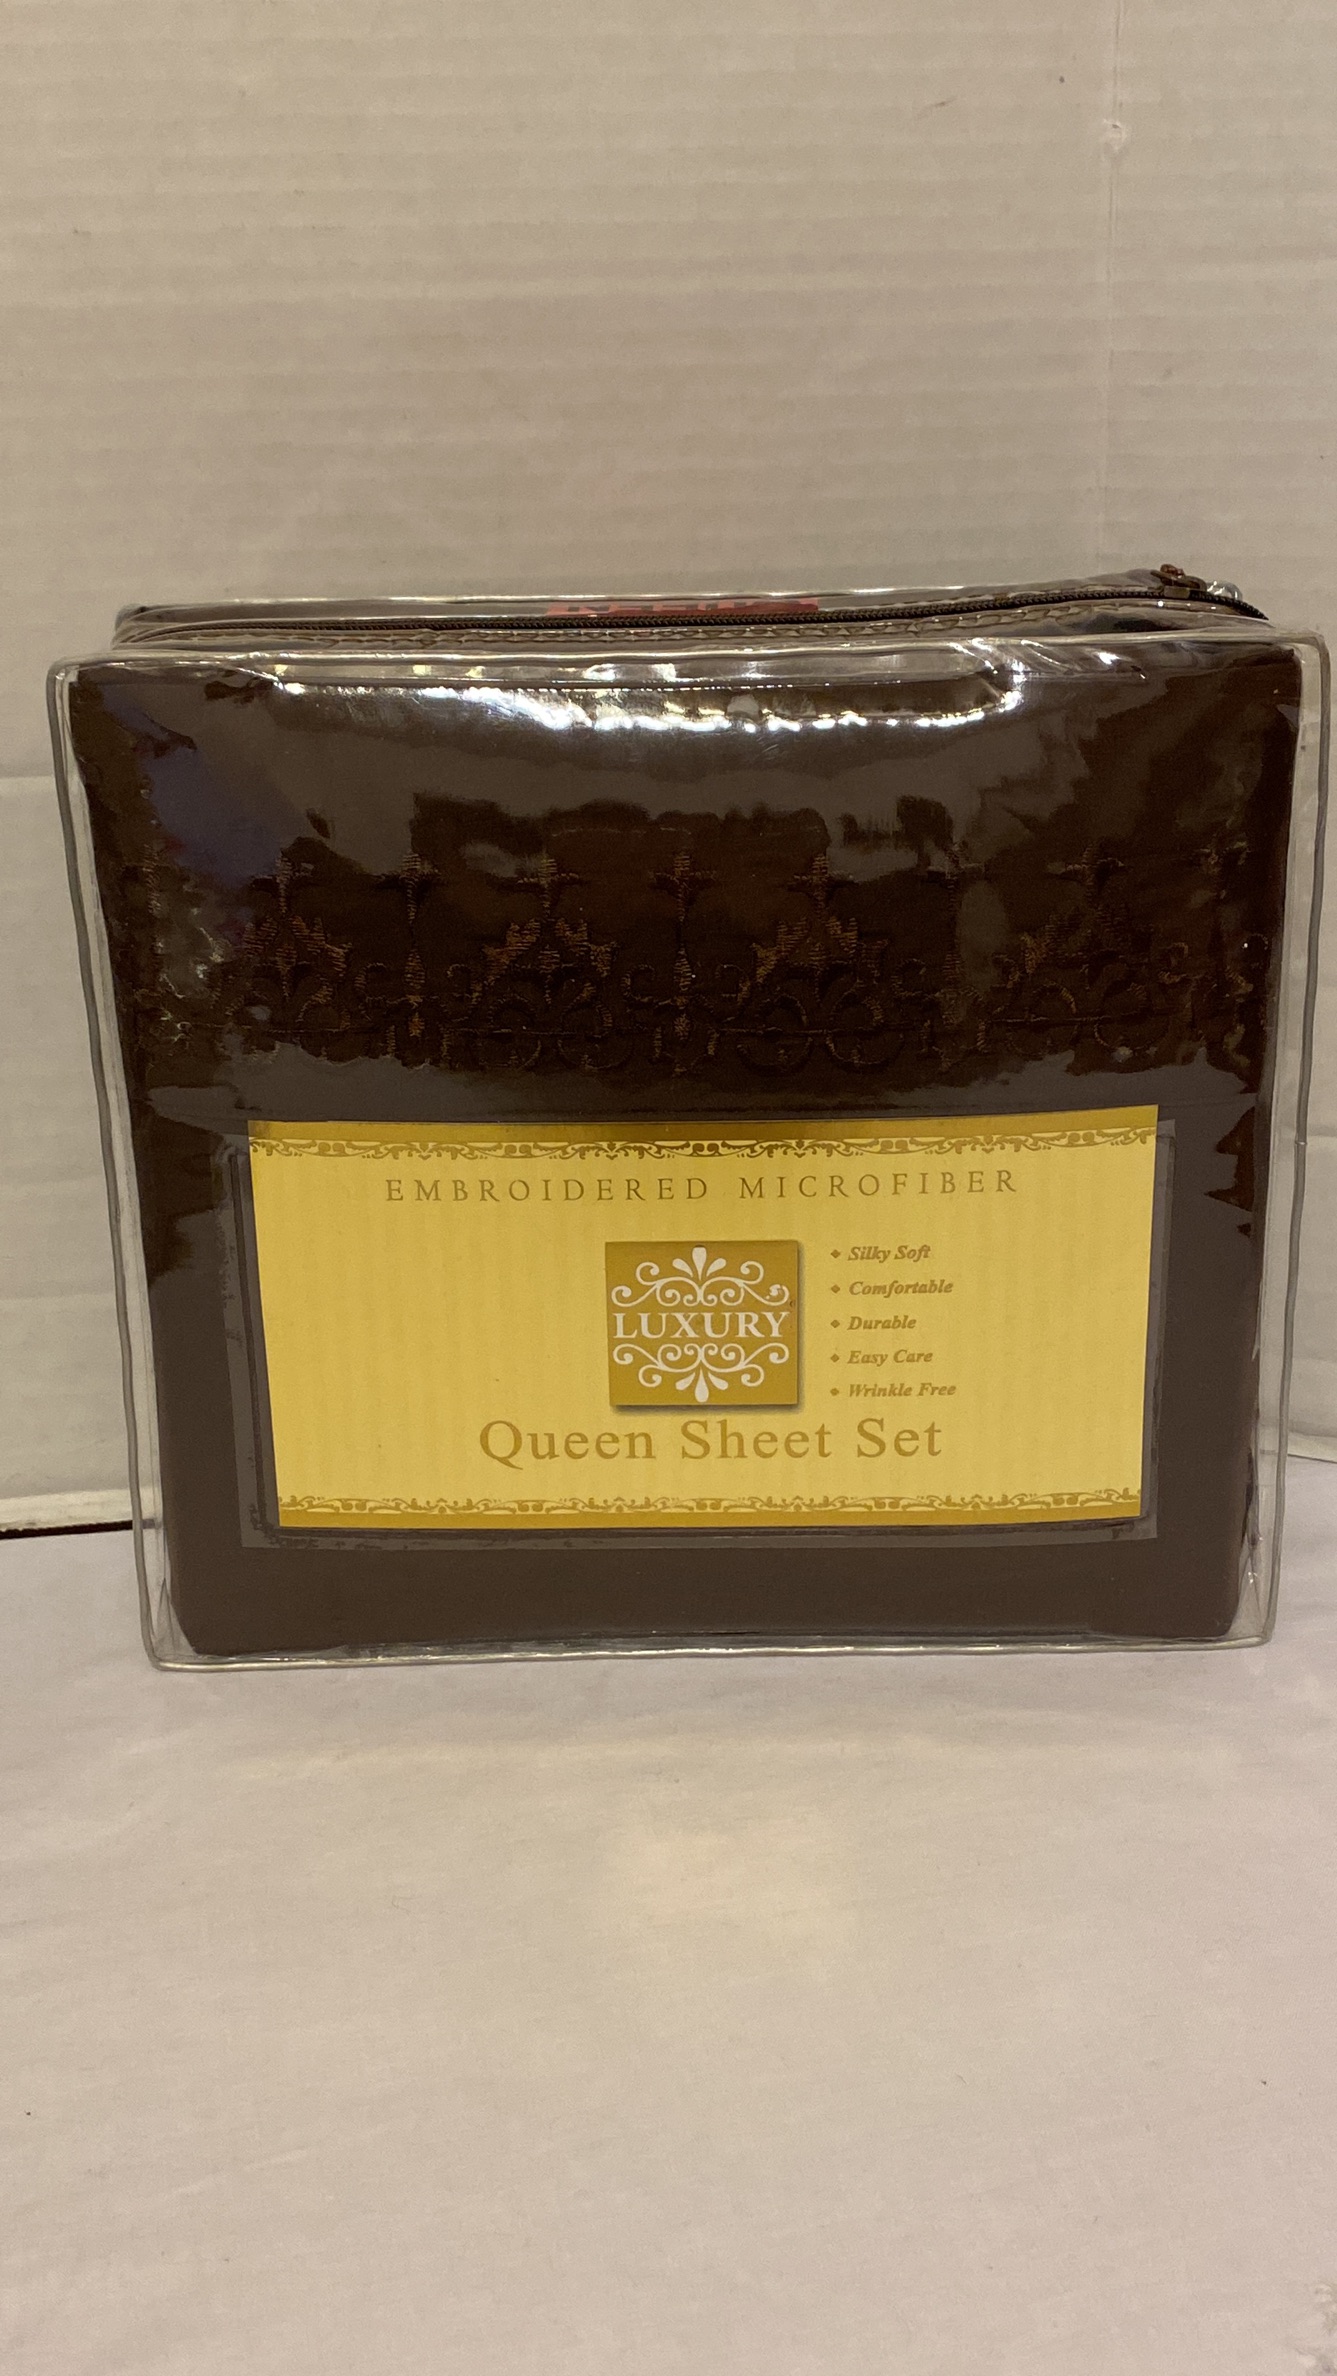 EMBROIDERED MICROFIBER
LUXURY
Silky Soft
Comfortable
Durable
Easy Care
Wrinkle Free
Queen Sheet Set